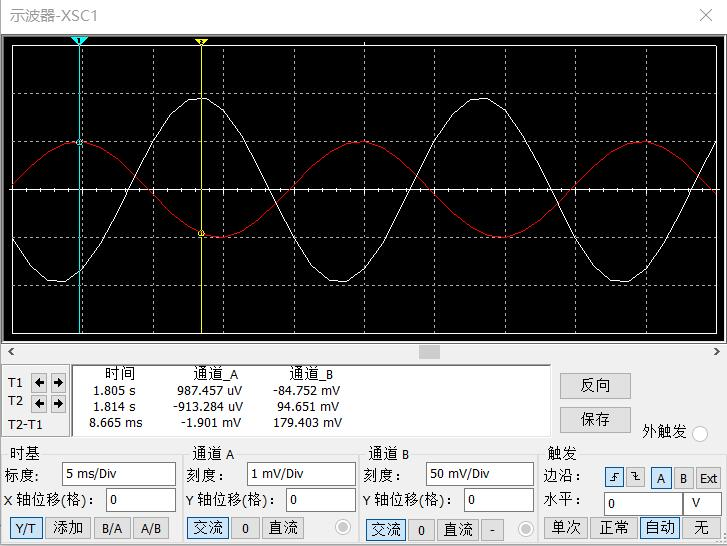 示波器-XSC1
1 2
时间 通道_A 通道_B
T1 1.805 s 987.457 uV -84.752 mV
T2 1.814 s -913.284 uV 94.651 mV
T2-T1 8.665 ms -1.901 mV 179.403 mV
反向
保存
外触发
时基 通道 A 通道 B 触发
标度: 5 ms/Div 刻度: 1 mV/Div 刻度: 50 mV/Div 边沿: A B Ext
X 轴位移(格): 0 Y 轴位移(格): 0 Y 轴位移(格): 0 水平: 0 V
Y/T 添加 B/A A/B 交流 0 直流 交流 0 直流 - 单次 正常 自动 无